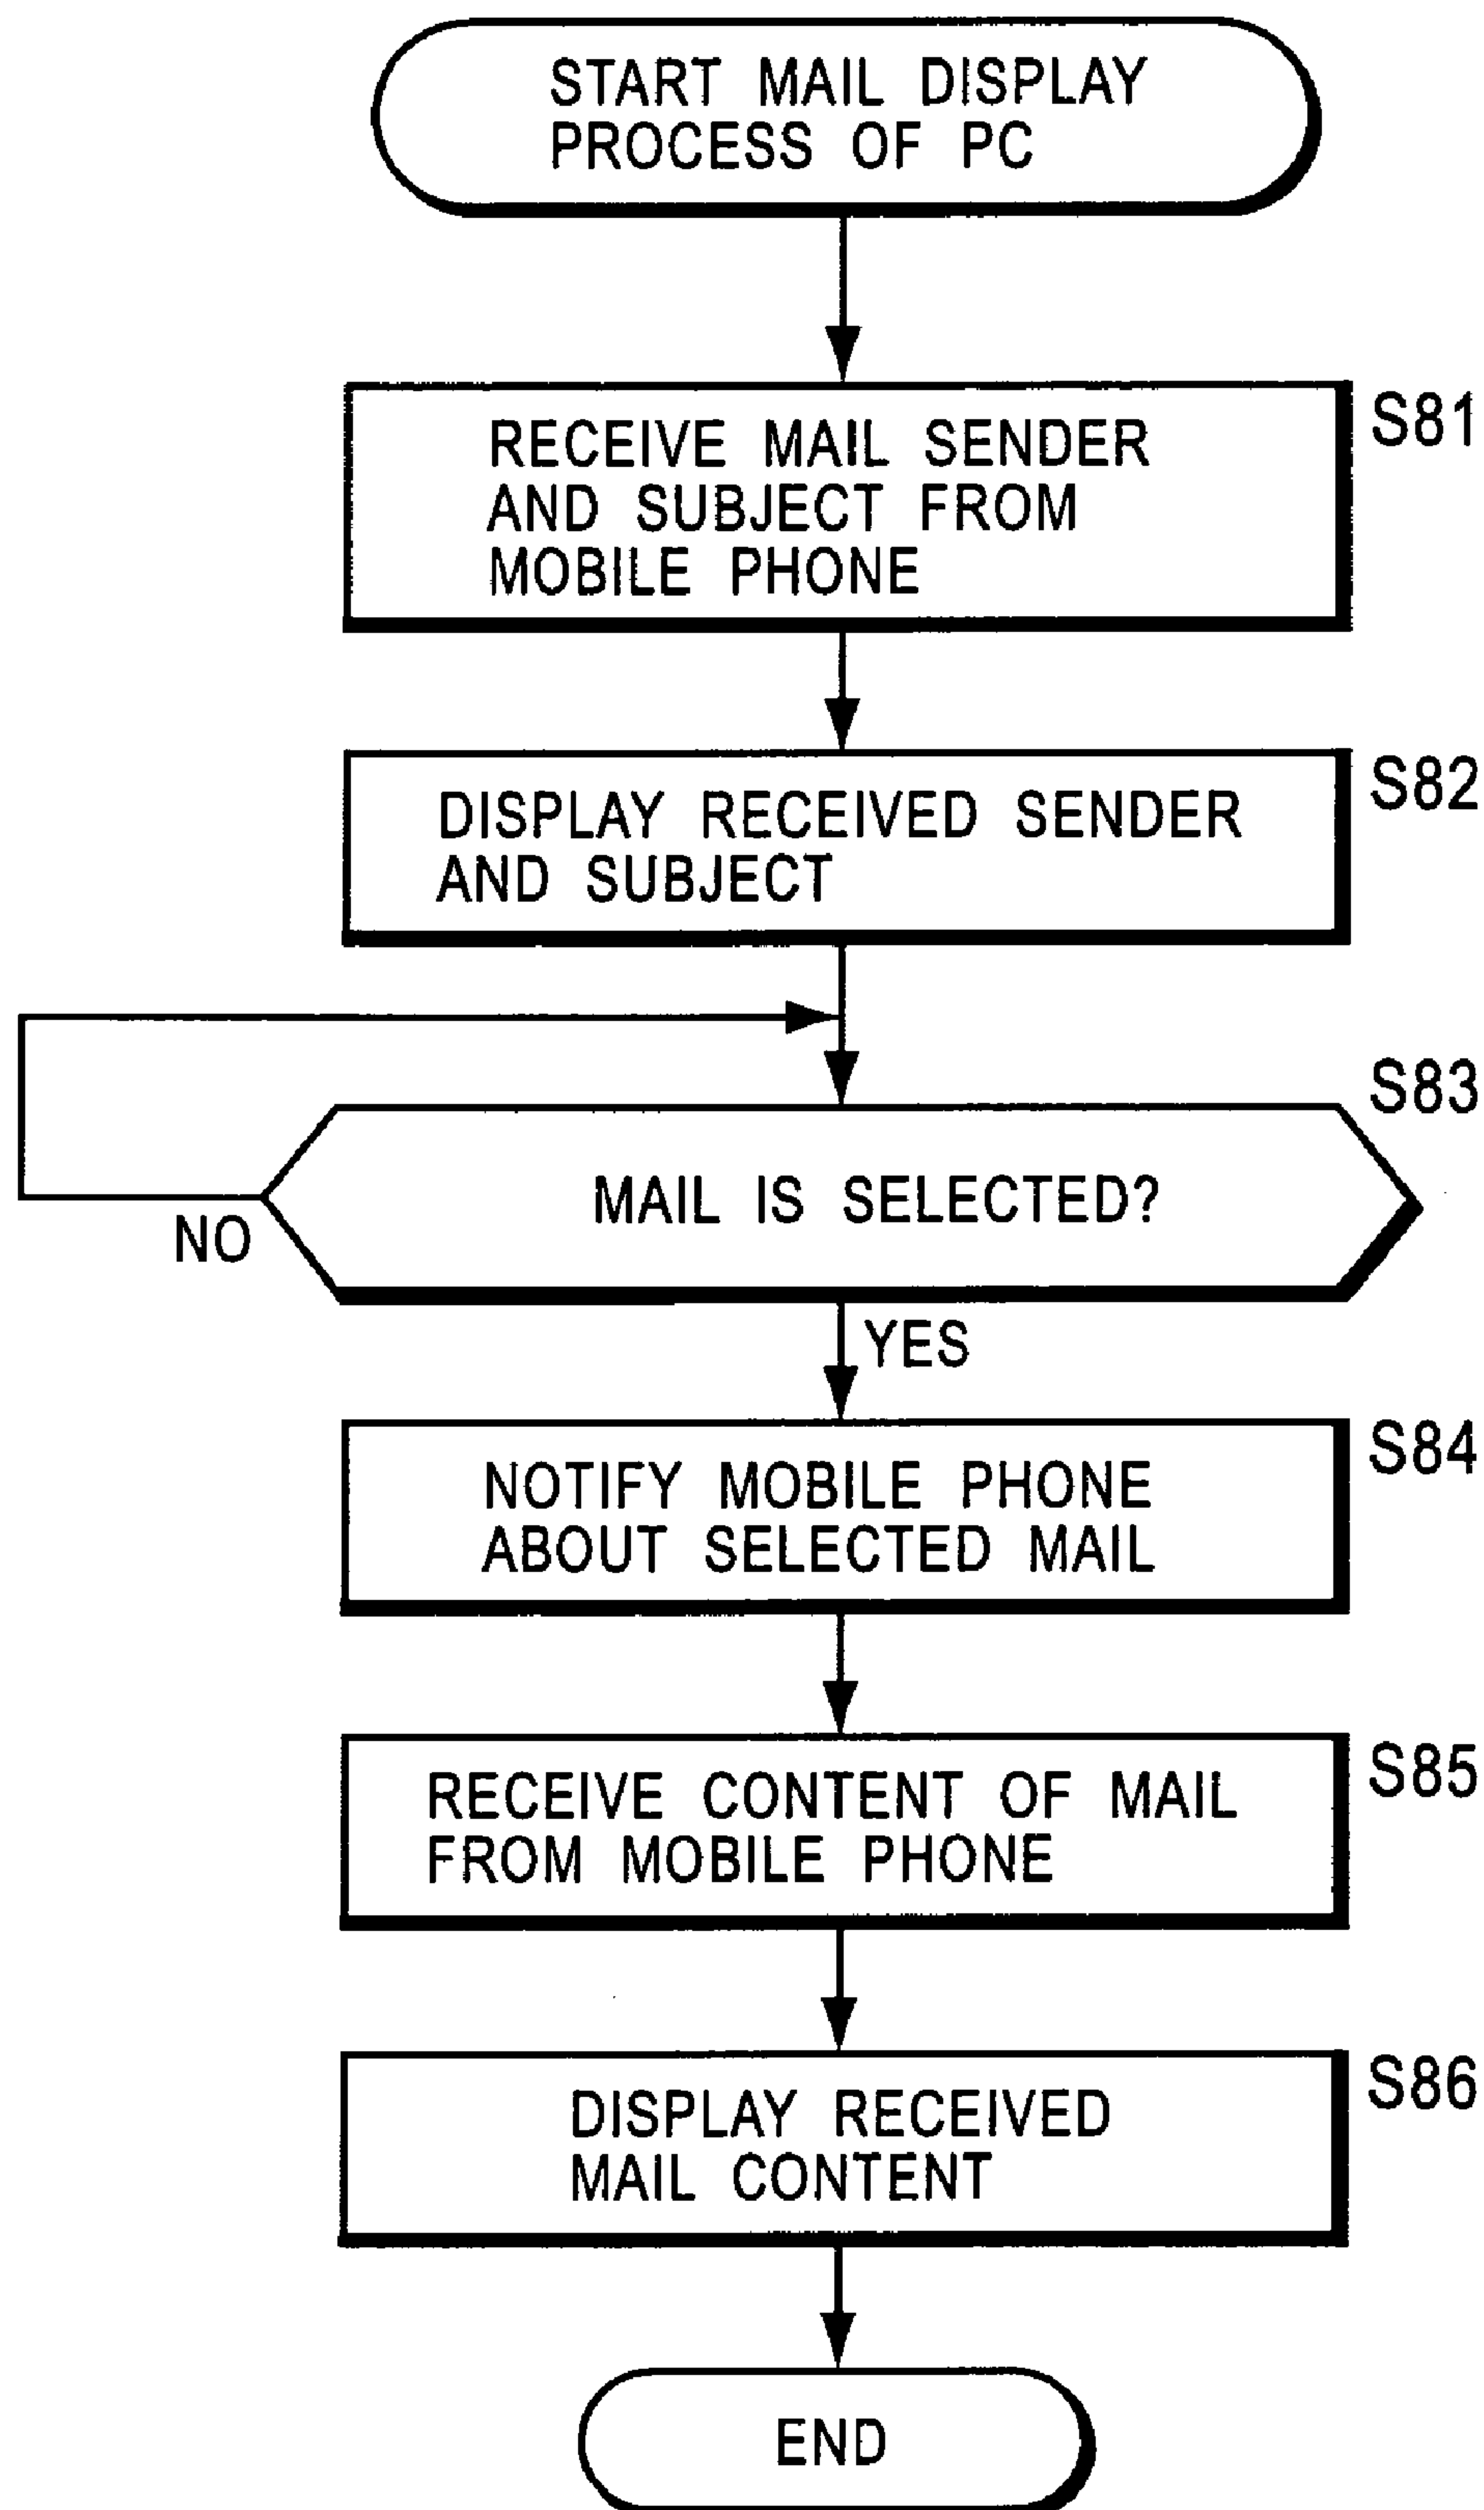 START MAIL DISPLAY
PROCESS OF PC
S81
RECEIVE MAIL SENDER
AND SUBJECT FROM
MOBILE PHONE
S82
DISPLAY RECEIVED SENDER
AND SUBJECT
S83
MAIL IS SELECTED?
NO
YES
S84
NOTIFY MOBILE PHONE
ABOUT SELECTED MAIL
S85
RECEIVE CONTENT OF MAIL
FROM MOBILE PHONE
S86
DISPLAY RECEIVED
MAIL CONTENT
END